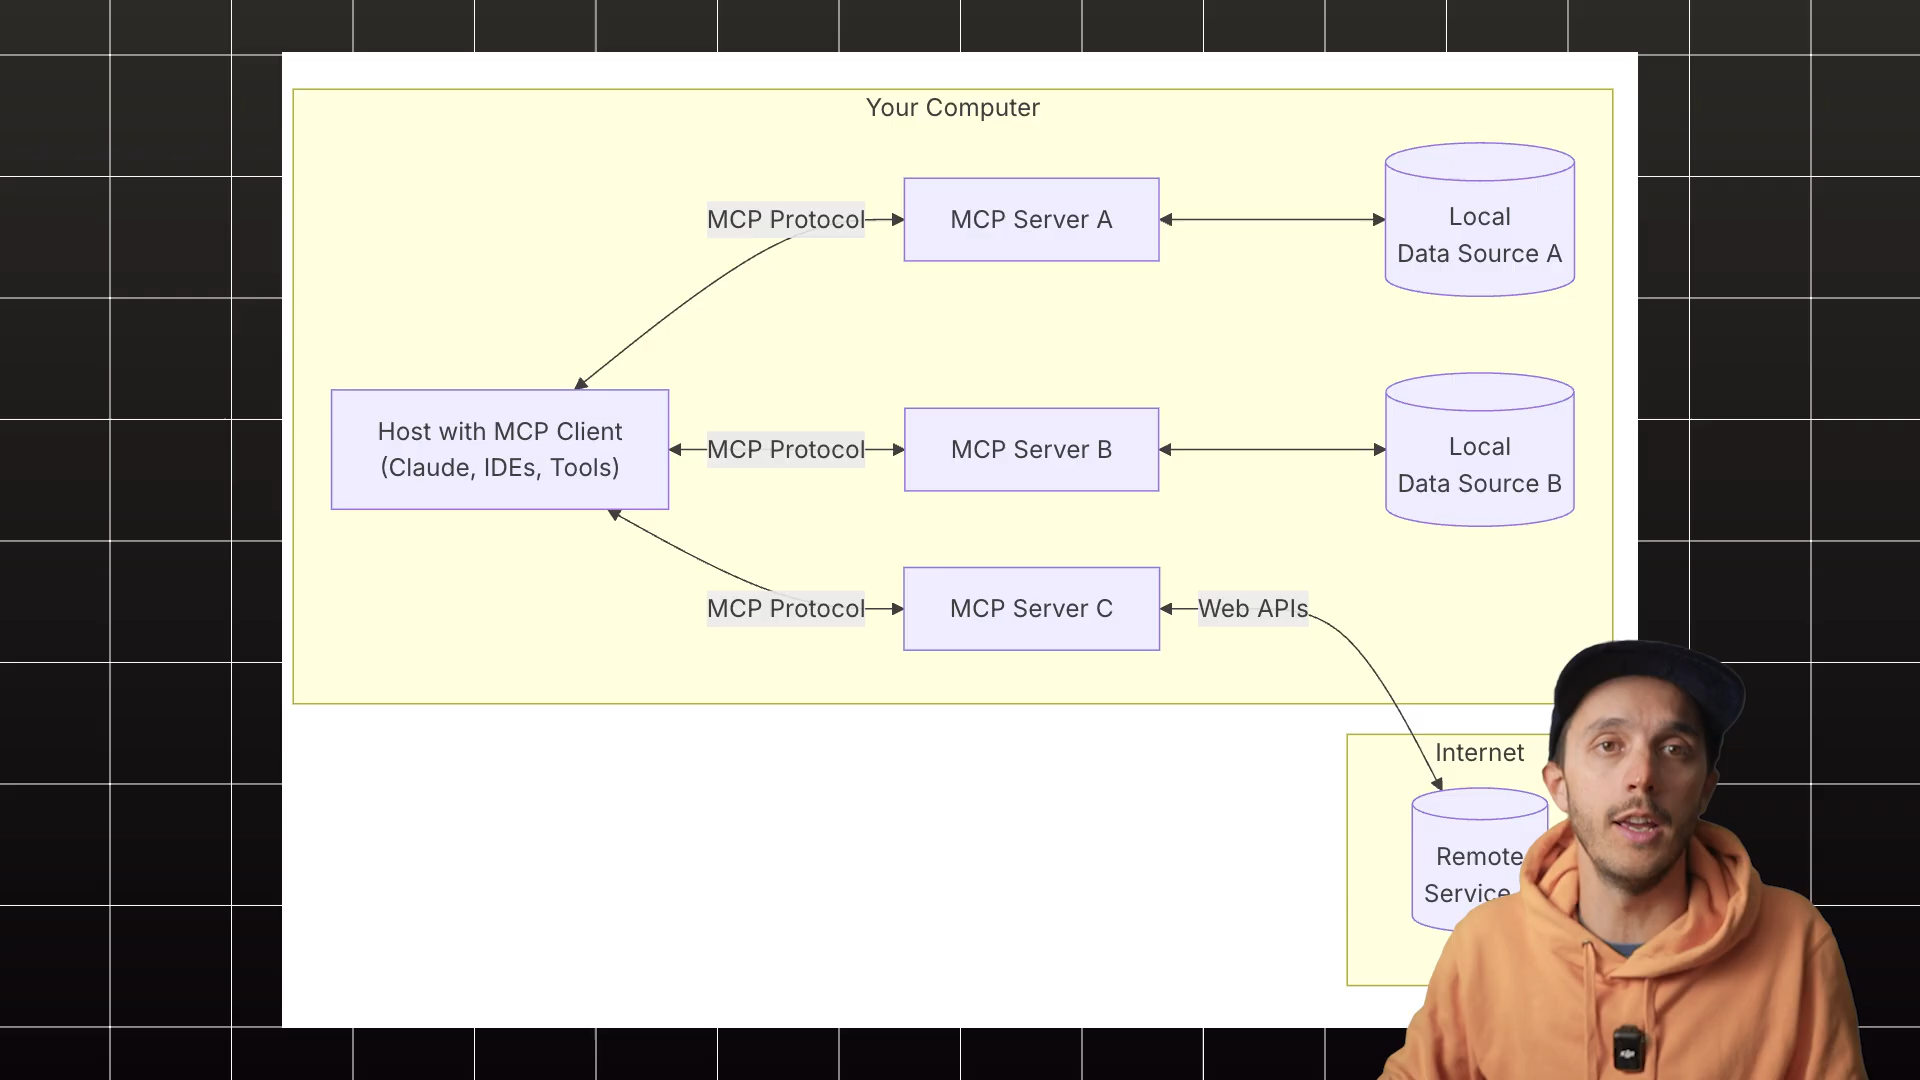 Your Computer
MCP Protocol
MCP Server A
Local
Data Source A
Host with MCP Client
(Claude, IDEs, Tools)
MCP Protocol
MCP Server B
Local
Data Source B
MCP Protocol
MCP Server C
Web APIs
Internet
Remote
Service